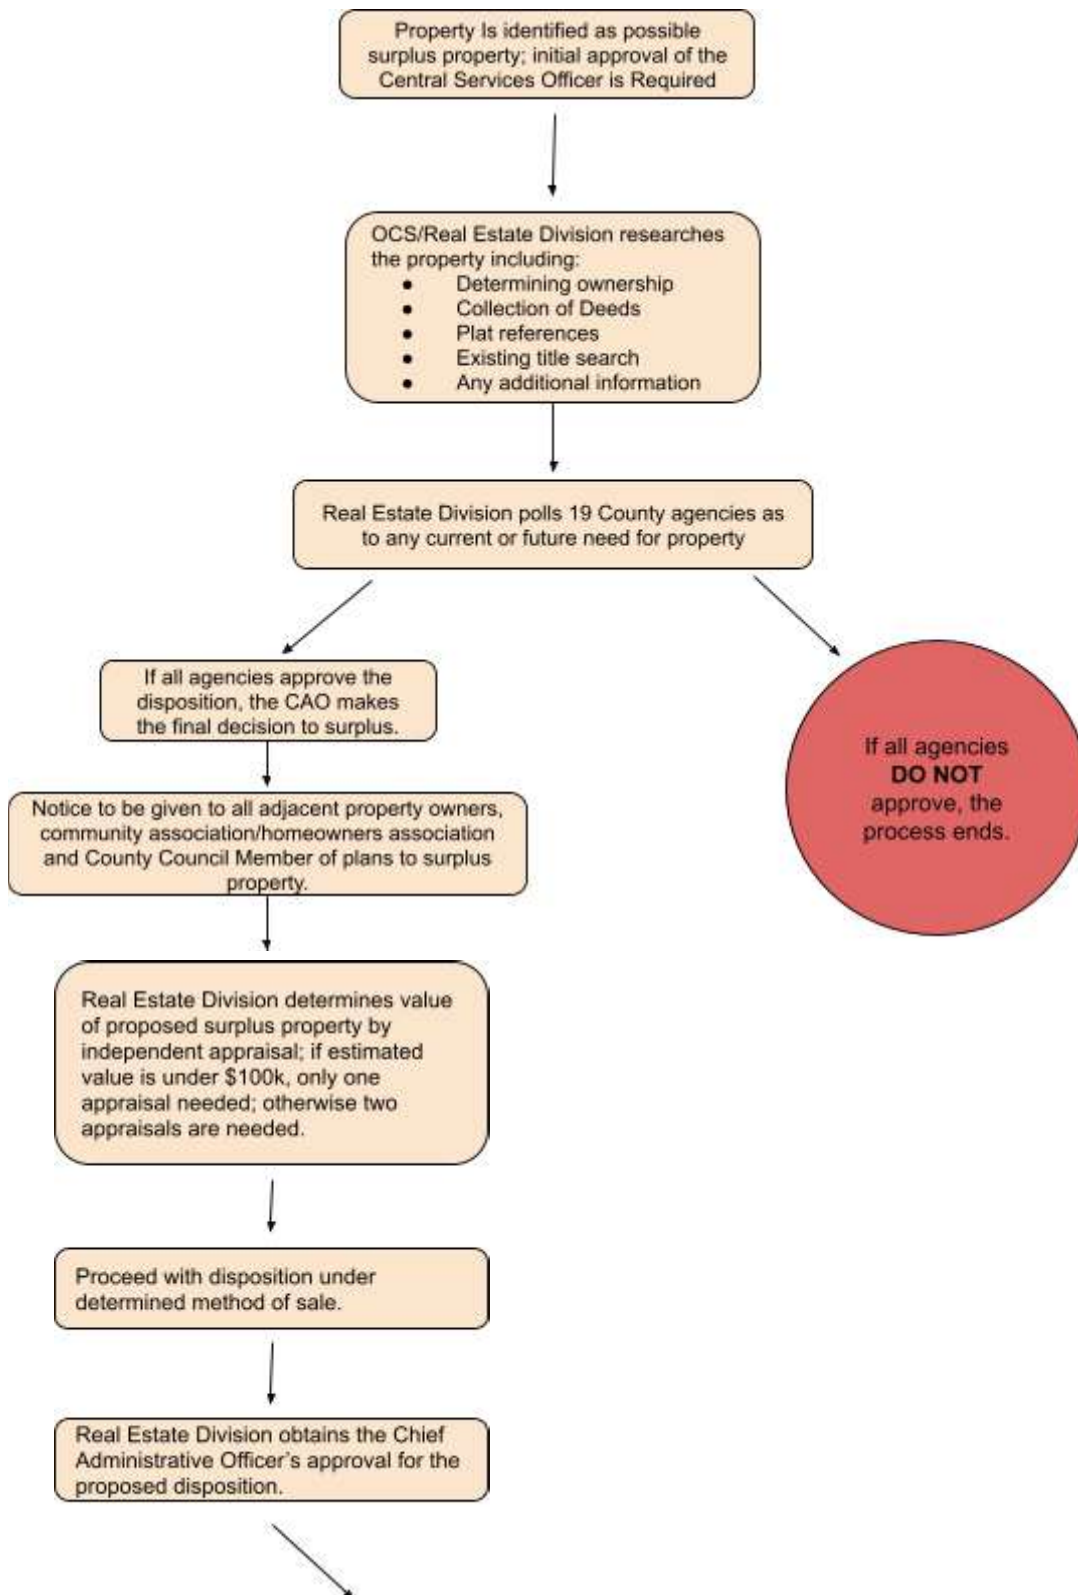 Property Is identified as possible
surplus property; initial approval of the
Central Services Officer is Required
OCS/Real Estate Division researches
the property including:
● Determining ownership
● Collection of Deeds
● Plat references
● Existing title search
● Any additional information
Real Estate Division polls 19 County agencies as
to any current or future need for property
If all agencies approve the
disposition, the CAO makes
the final decision to surplus.
If all agencies
DO NOT
approve, the
process ends.
Notice to be given to all adjacent property owners,
community association/homeowners association
and County Council Member of plans to surplus
property.
Real Estate Division determines value
of proposed surplus property by
independent appraisal; if estimated
value is under $100k, only one
appraisal needed; otherwise two
appraisals are needed.
Proceed with disposition under
determined method of sale.
Real Estate Division obtains the Chief
Administrative Officer’s approval for the
proposed disposition.